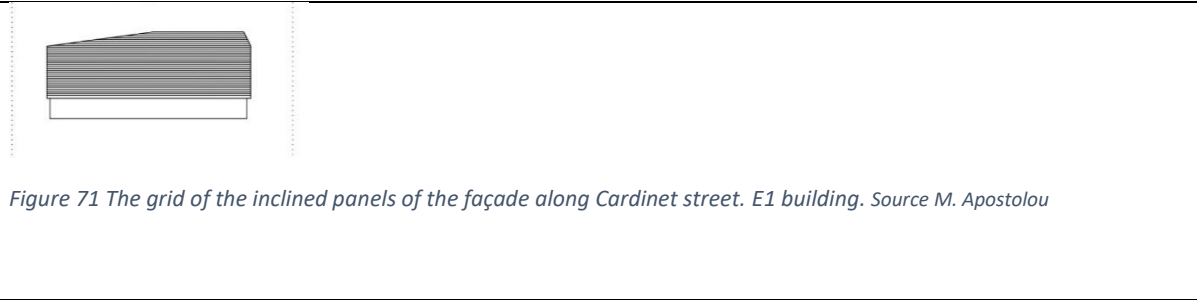 Figure 71 The grid of the inclined panels of the façade along Cardinet street. E1 building. Source M. Apostolou